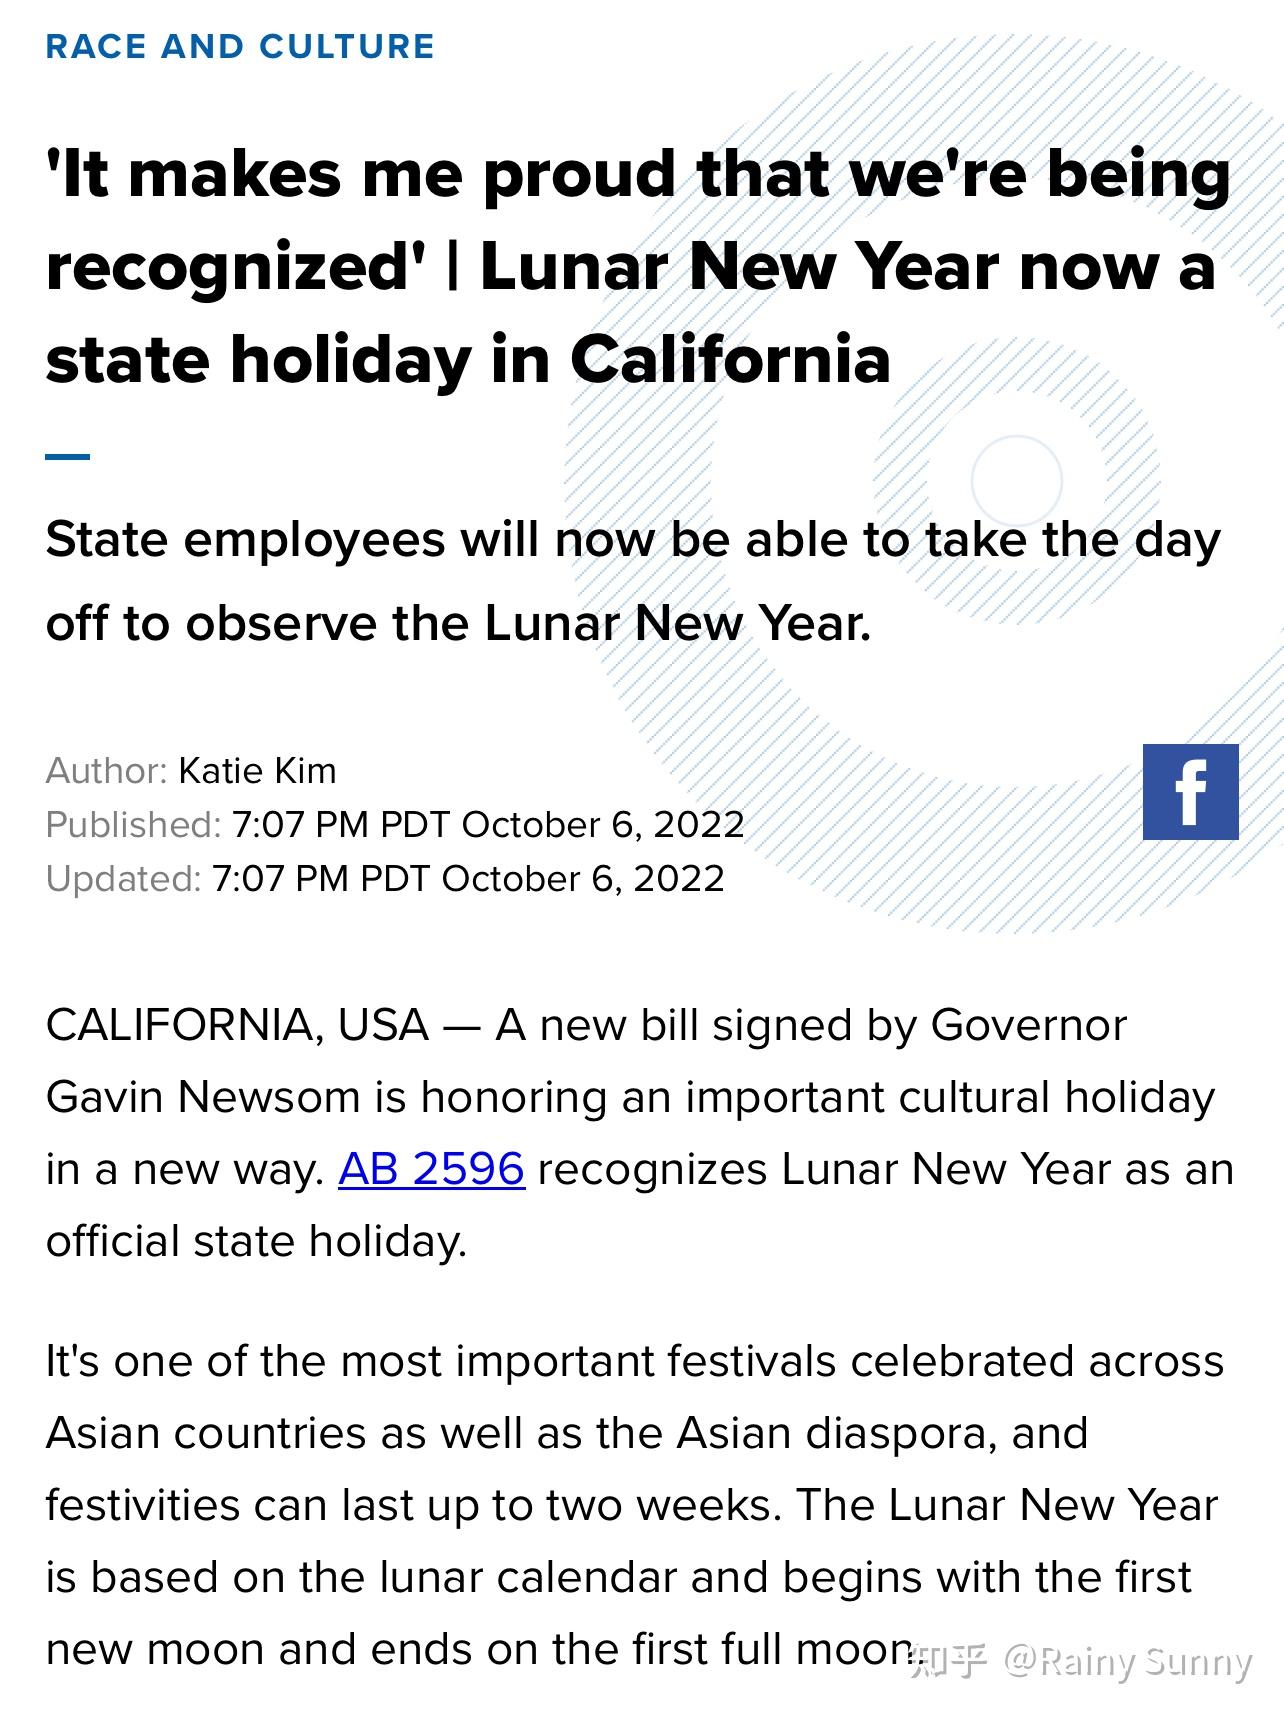 RACE AND CULTURE
'It makes me proud that we're being
recognized' | Lunar New Year now a
state holiday in California
State employees will now be able to take the day
off to observe the Lunar New Year.
Author: Katie Kim
Published: 7:07 PM PDT October 6, 2022
Updated: 7:07 PM PDT October 6, 2022
f
CALIFORNIA, USA — A new bill signed by Governor
Gavin Newsom is honoring an important cultural holiday
in a new way. AB 2596 recognizes Lunar New Year as an
official state holiday.
It's one of the most important festivals celebrated across
Asian countries as well as the Asian diaspora, and
festivities can last up to two weeks. The Lunar New Year
is based on the lunar calendar and begins with the first
new moon and ends on the first full moon.
知乎 @Rainy Sunny